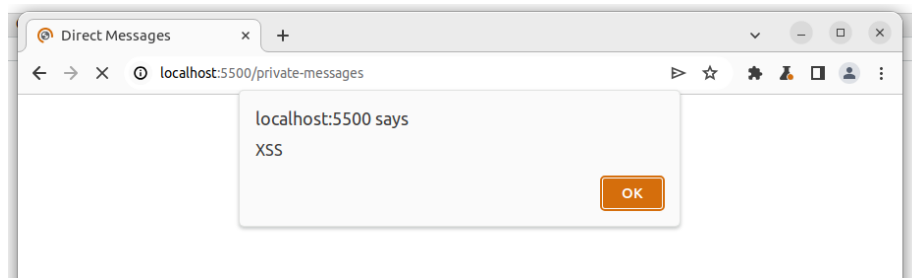 Direct Messages
localhost:5500/private-messages
localhost:5500 says
XSS
OK